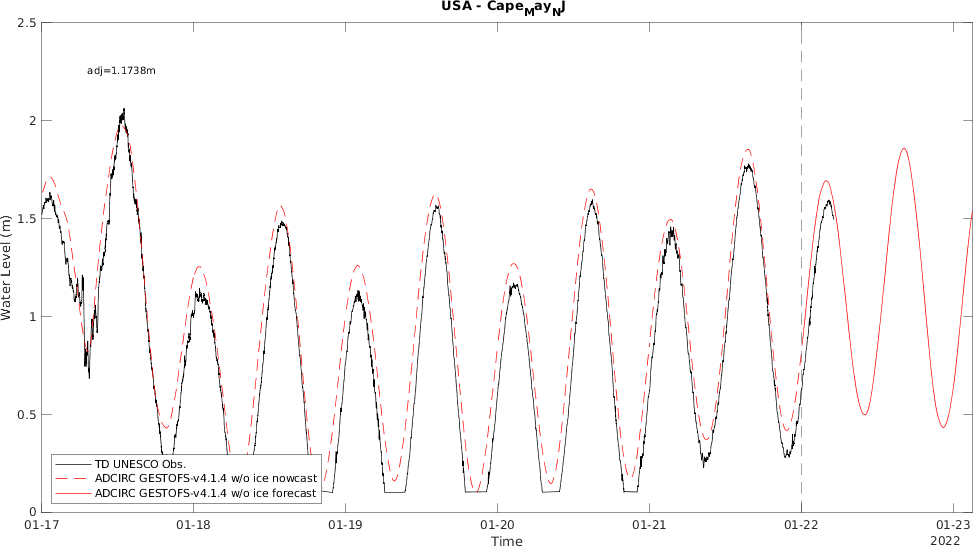 USA - Cape_May_NJ
adj=1.1738m
Water Level (m)
2.5
2
1.5
1
0.5
0
TD UNESCO Obs.
ADCIRC GESTOFS-v4.1.4 w/o ice nowcast
ADCIRC GESTOFS-v4.1.4 w/o ice forecast
01-17 01-18 01-19 01-20 01-21 01-22 01-23
Time
2022